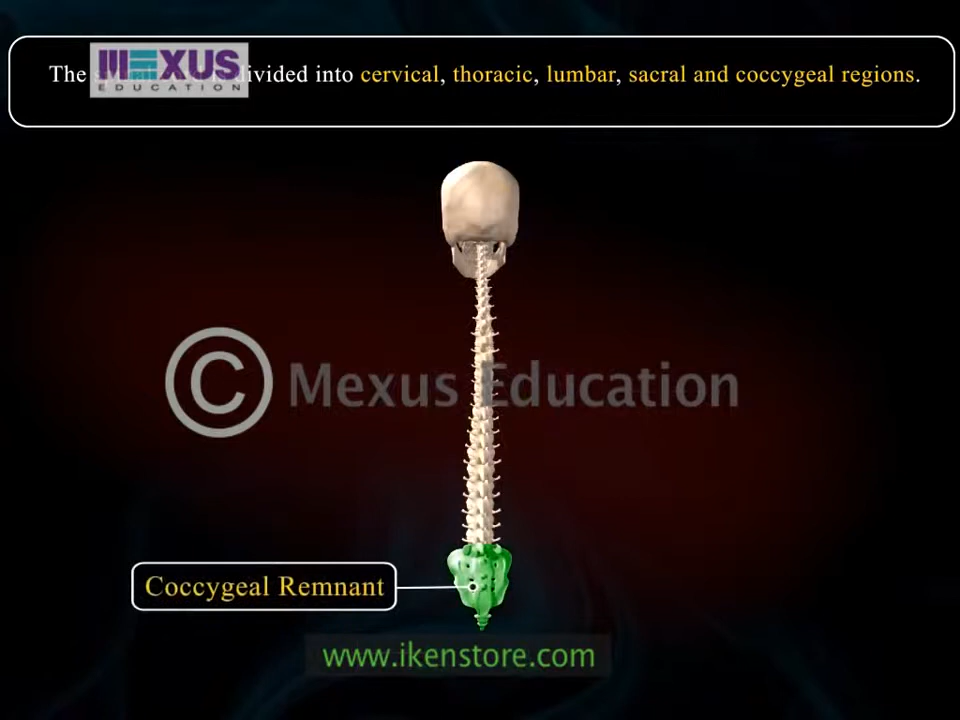 The divided into cervical, thoracic, lumbar, sacral and coccygeal regions.
MEXUS
EDUCATION
© Mexus Education
Coccygeal Remnant
www.ikenstore.com